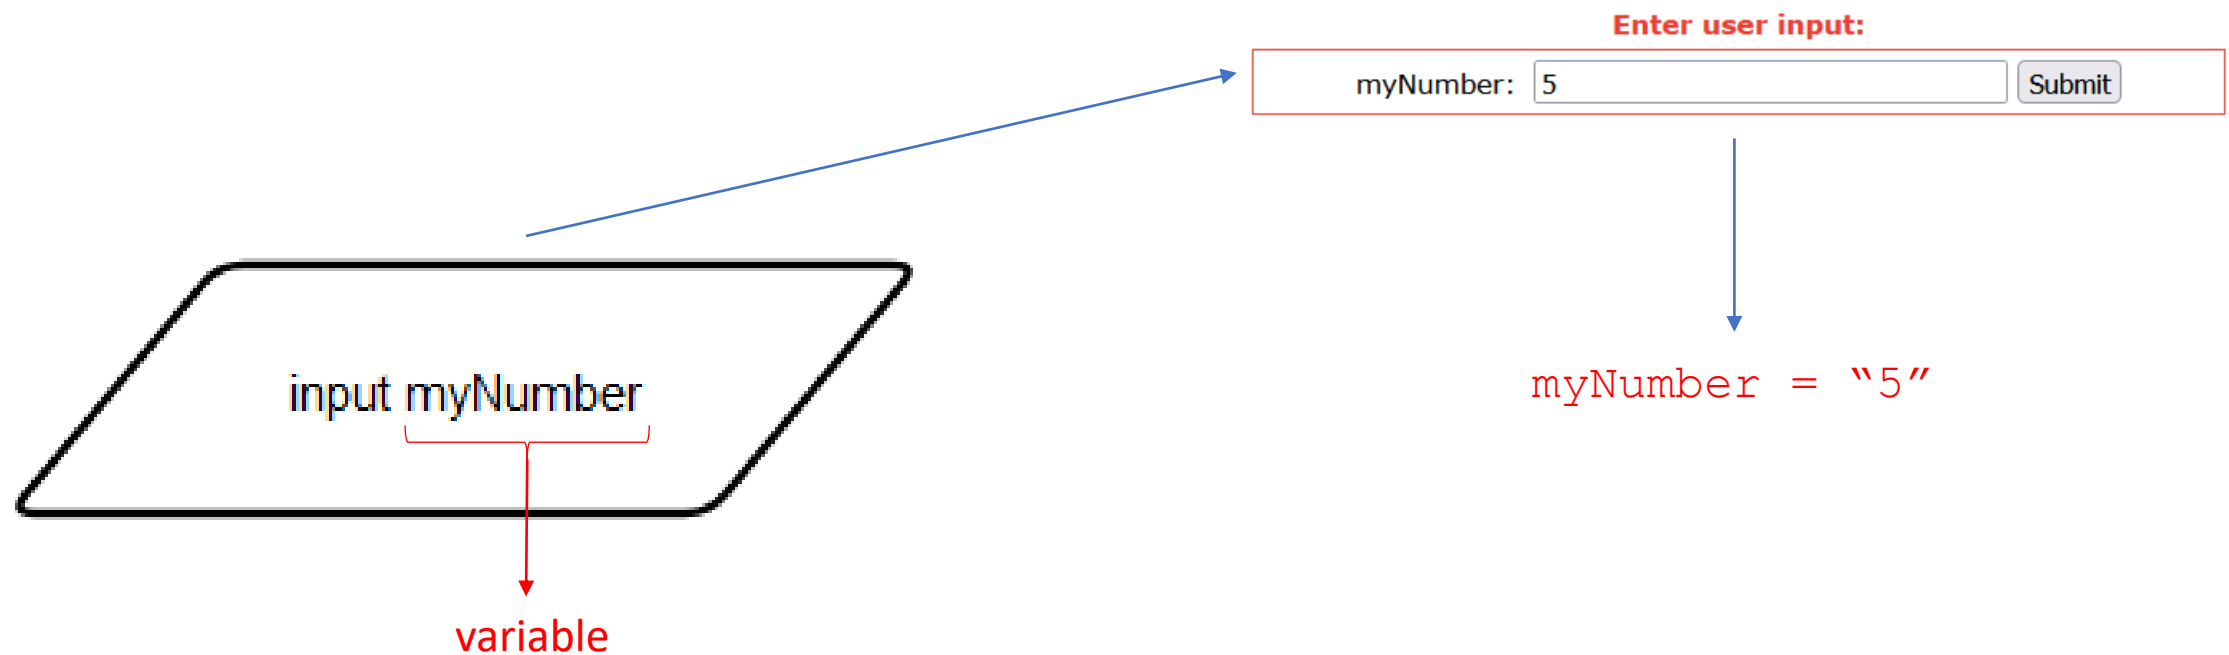 Enter user input:
myNumber: 5 Submit
input myNumber
myNumber = “5”
variable